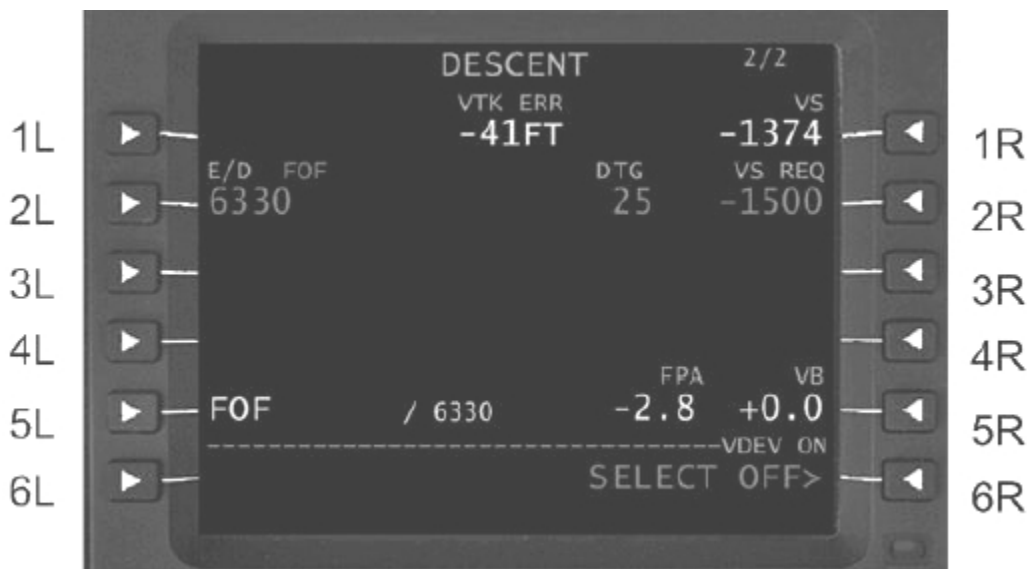 DESCENT 2/2
VTK ERR VS
1L -41FT -1374 1R
E/D FOF DTG VS REQ
2L 6330 25 -1500 2R
3L 3R
4L 4R
FPA VB
5L FOF / 6330 -2.8 +0.0 5R
VDEV ON
6L SELECT OFF> 6R